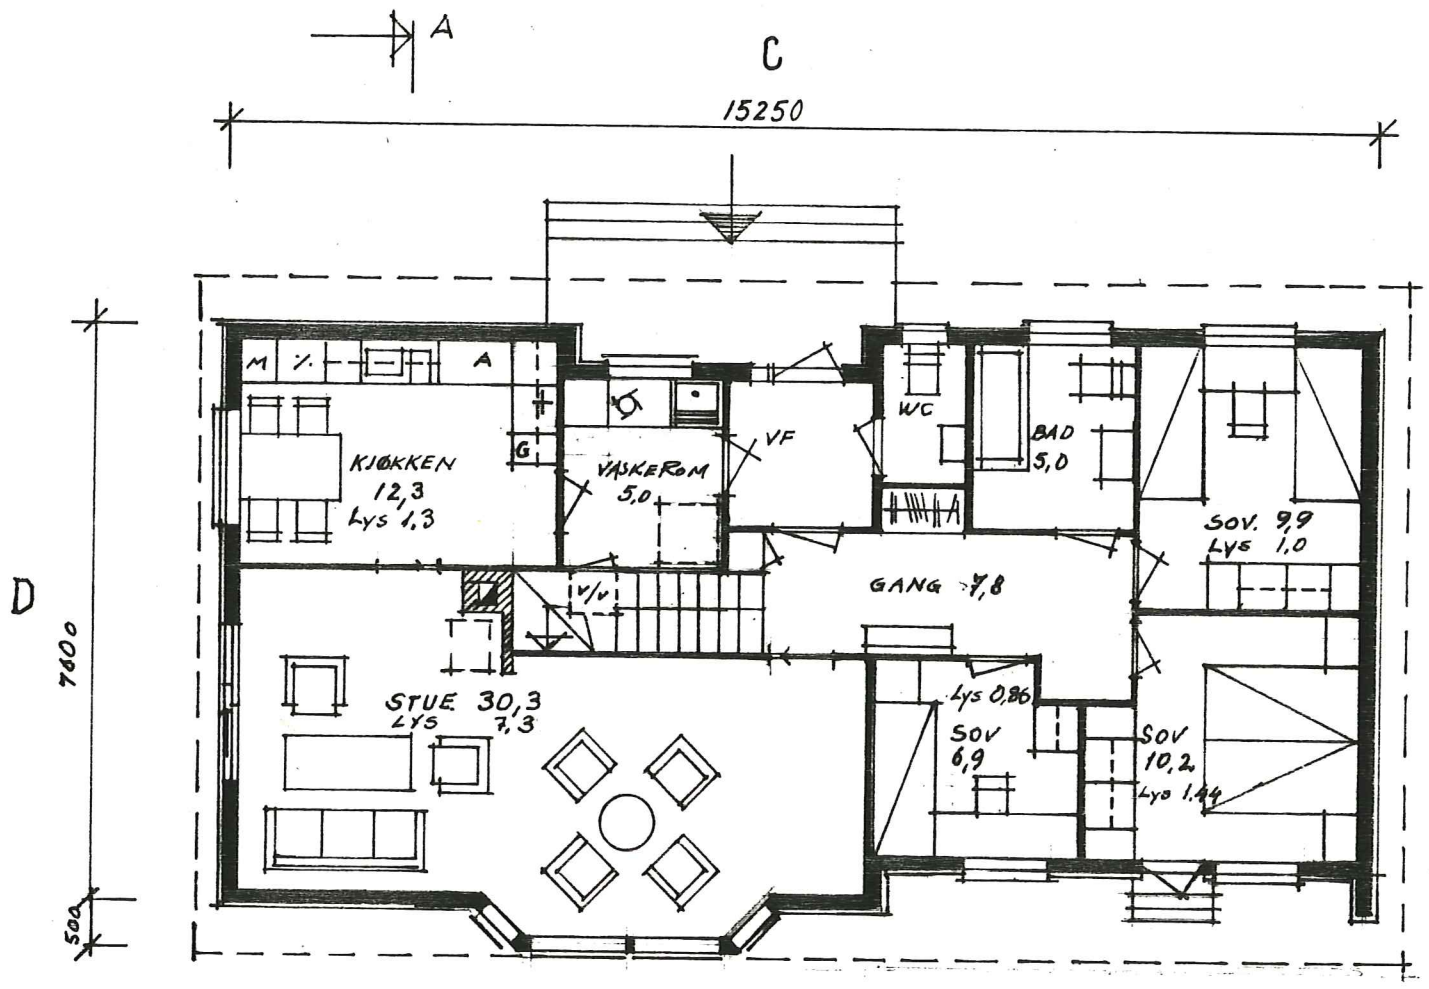 A
C
15250
M
⁒
A
G
KJØKKEN
12,3
Lys 1,3
VASKEROM
5,0
VF
WC
BAD
5,0
SOV. 9,9
Lys 1,0
D
7600
500
V/V
GANG 7,8
STUE 30,3
LYS 7,3
Lys 0,86
SOV
6,9
SOV
10,2
Lys 1,44